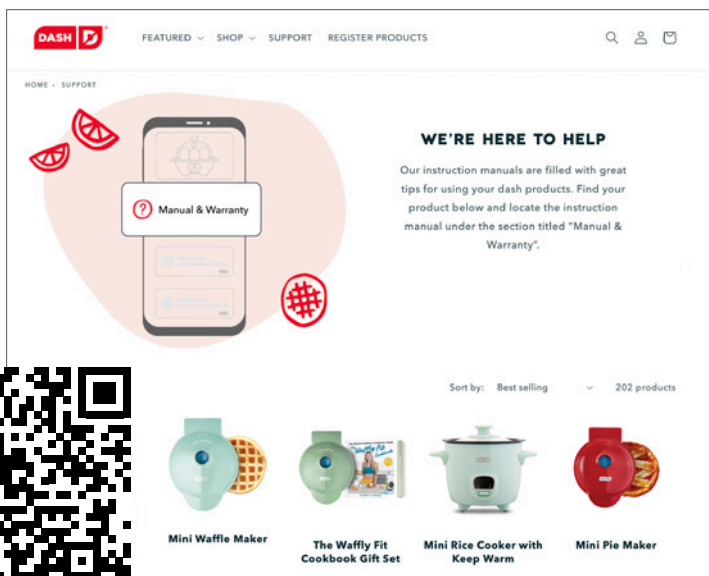 DASH
FEATURED SHOP SUPPORT REGISTER PRODUCTS
HOME › SUPPORT
Manual & Warranty
WE'RE HERE TO HELP
Our instruction manuals are filled with great
tips for using your dash products. Find your
product below and locate the instruction
manual under the section titled "Manual &
Warranty".
Sort by: Best selling 202 products
Mini Waffle Maker
The Waffly Fit
Cookbook Gift Set
Mini Rice Cooker with
Keep Warm
Mini Pie Maker